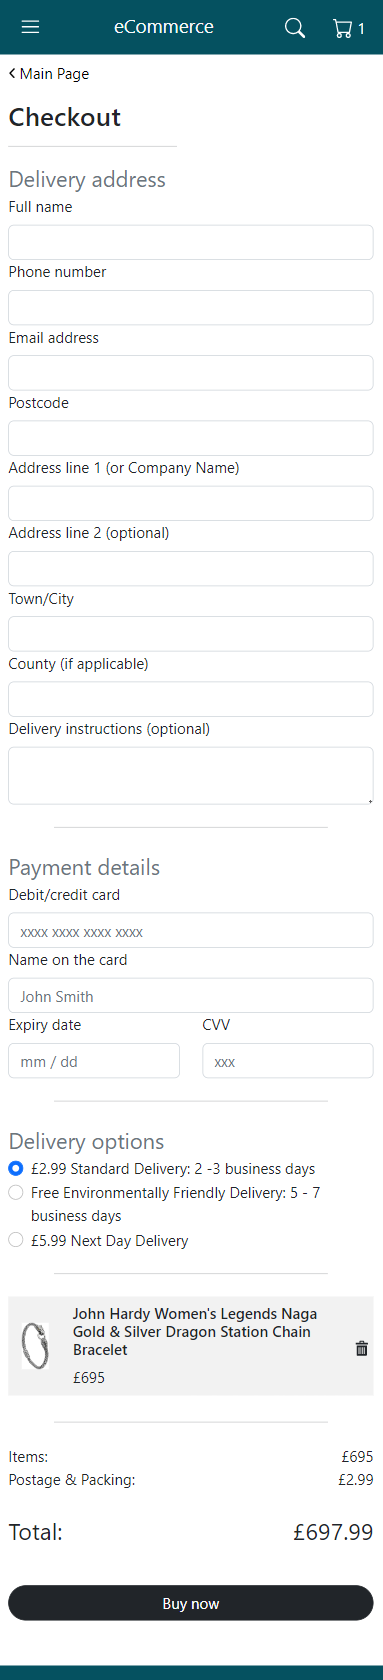 eCommerce
1
Main Page
Checkout
Delivery address
Full name
Phone number
Email address
Postcode
Address line 1 (or Company Name)
Address line 2 (optional)
Town/City
County (if applicable)
Delivery instructions (optional)
Payment details
Debit/credit card
xxxx xxxx xxxx xxxx
Name on the card
John Smith
Expiry date CVV
mm / dd xxx
Delivery options
£2.99 Standard Delivery: 2 -3 business days
Free Environmentally Friendly Delivery: 5 - 7
business days
£5.99 Next Day Delivery
John Hardy Women's Legends Naga
Gold & Silver Dragon Station Chain
Bracelet
£695
Items: £695
Postage & Packing: £2.99
Total: £697.99
Buy now